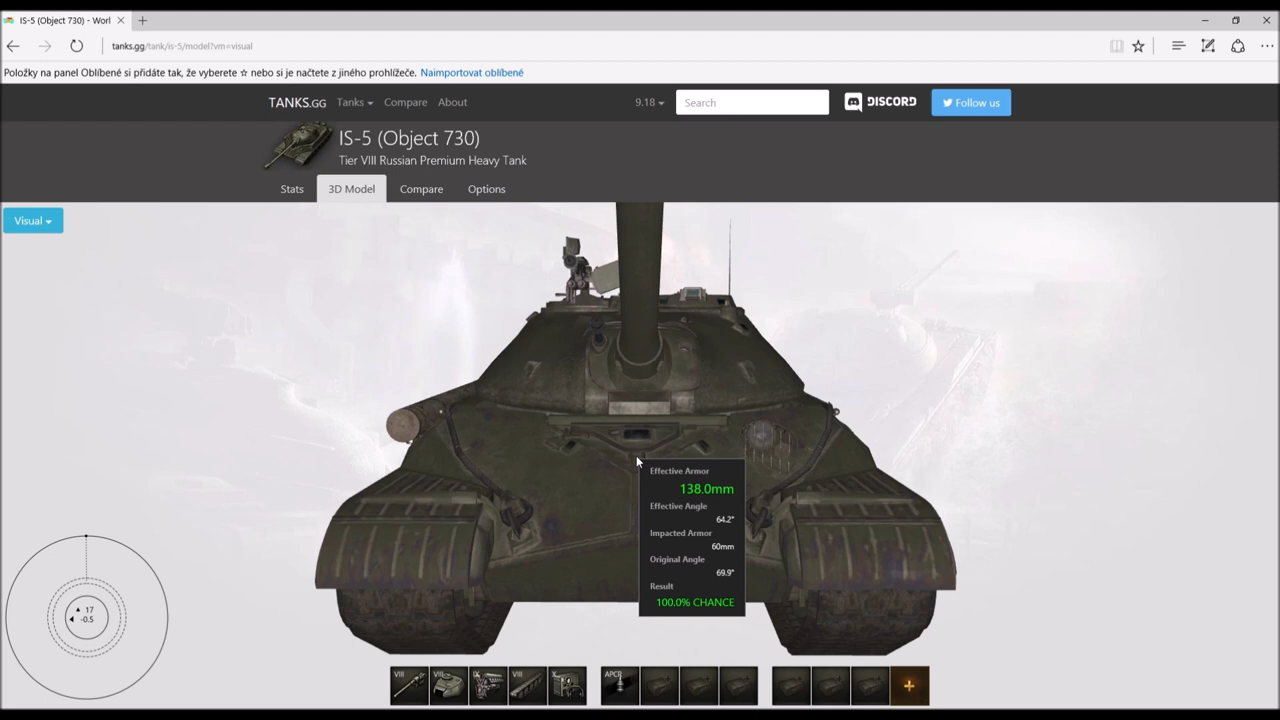 IS-5 (Object 730) - Worl
tanks.gg/tank/is-5/model?vm=visual
Položky na panel Oblíbené si přidáte tak, že vyberete ☆ nebo si je načtete z jiného prohlížeče. Naimportovat oblíbené
TANKS.GG Tanks Compare About 9.18 Search DISCORD Follow us
IS-5 (Object 730)
Tier VIII Russian Premium Heavy Tank
Stats 3D Model Compare Options
Visual
Effective Armor
138.0mm
Effective Angle
64.2°
Impacted Armor
60mm
Original Angle
69.9°
Result
100.0% CHANCE
17
-0.5
VIII VIII IX VIII X APCR